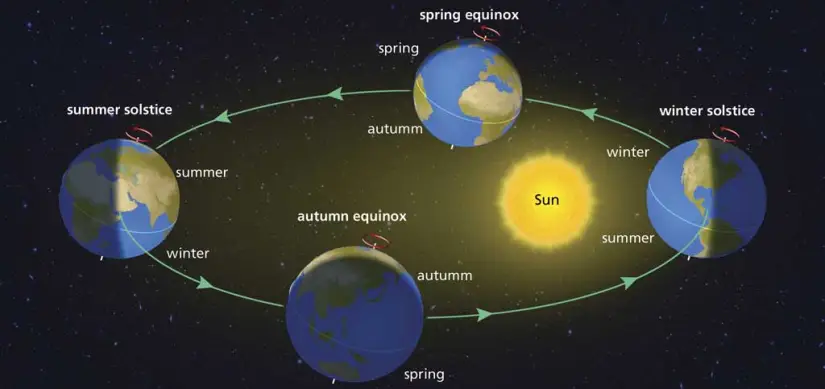 spring equinox
spring
summer solstice
winter solstice
autumm
winter
summer
Sun
autumn equinox
summer
winter
autumm
spring